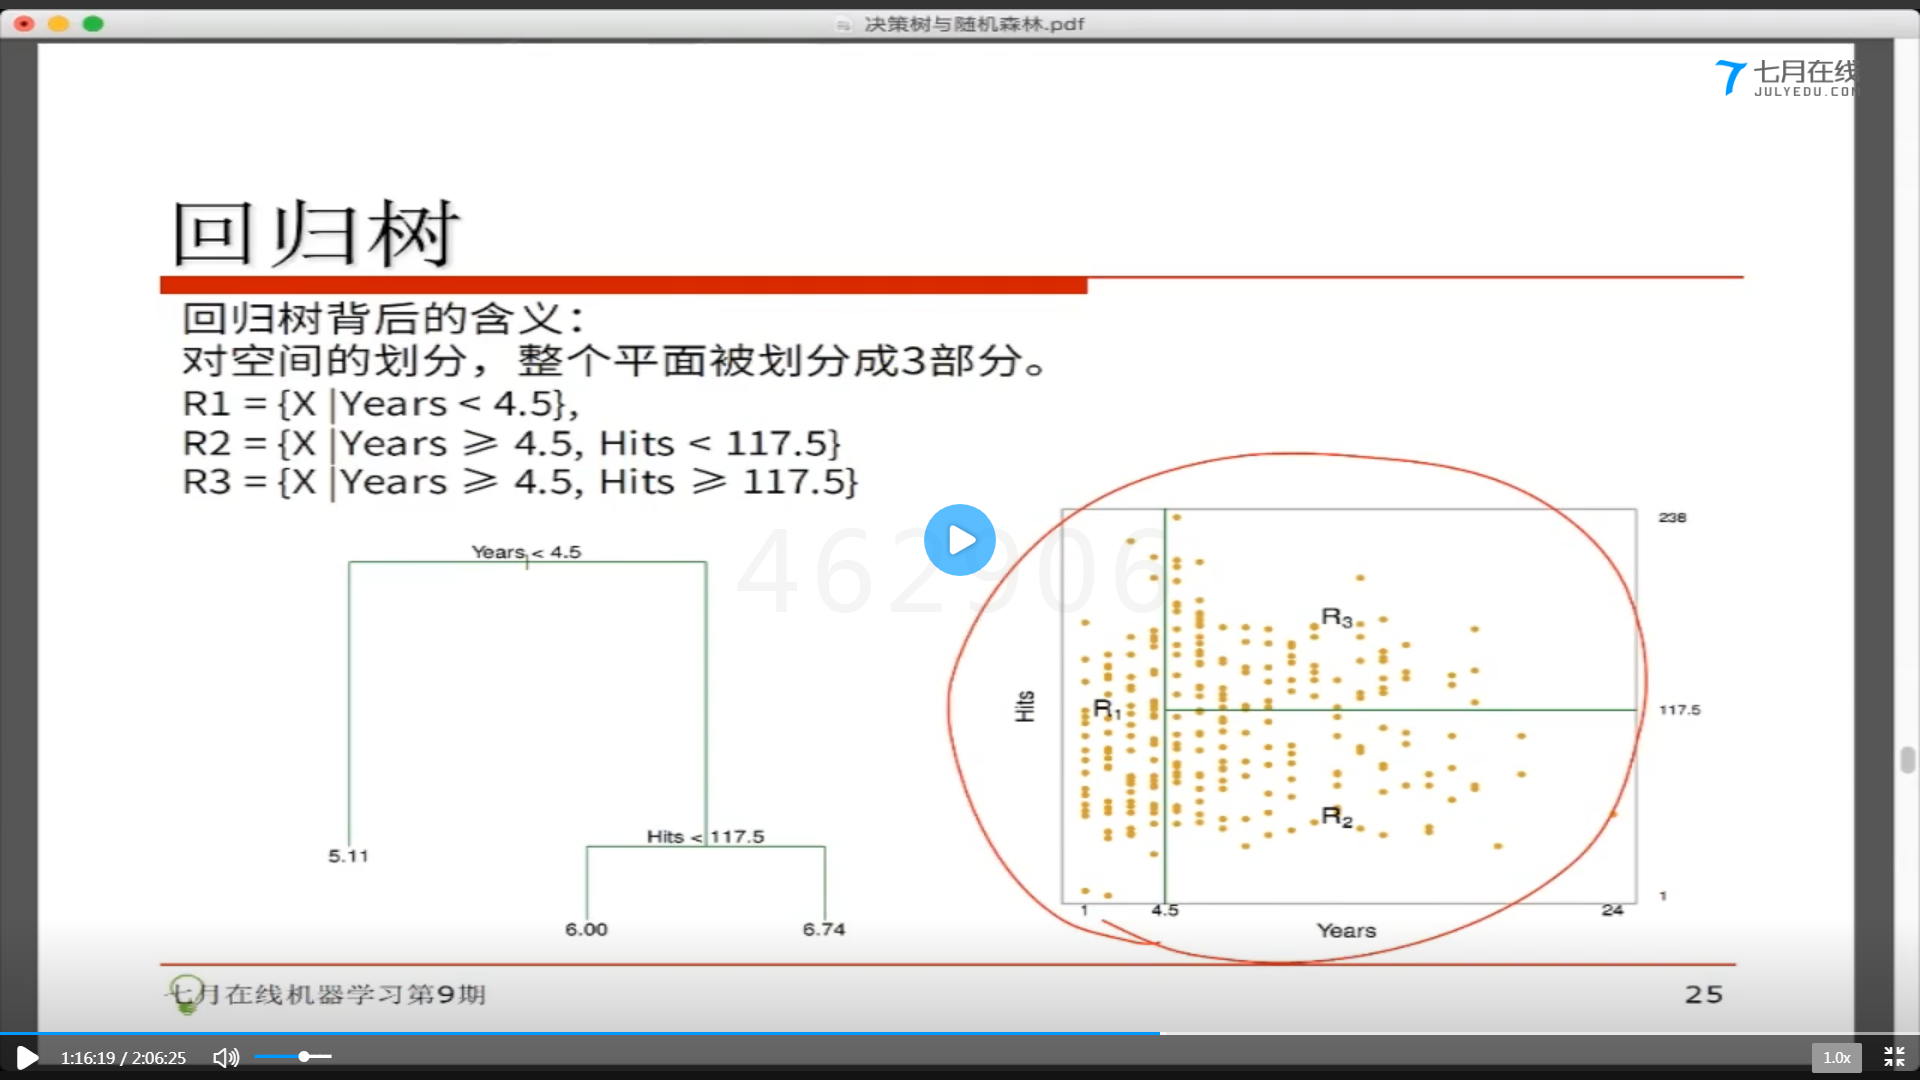 决策树与随机森林.pdf
七月在线
JULYEDU.COM
回归树
回归树背后的含义：
对空间的划分，整个平面被划分成3部分。
R1 = {X |Years < 4.5},
R2 = {X |Years ⩾ 4.5, Hits < 117.5}
R3 = {X |Years ⩾ 4.5, Hits ⩾ 117.5}
462906
Years < 4.5
5.11
Hits < 117.5
6.00
6.74
238
R3
Hits
R1
117.5
R2
1
1
4.5
24
Years
七月在线机器学习第9期
25
1:16:19 / 2:06:25
1.0x